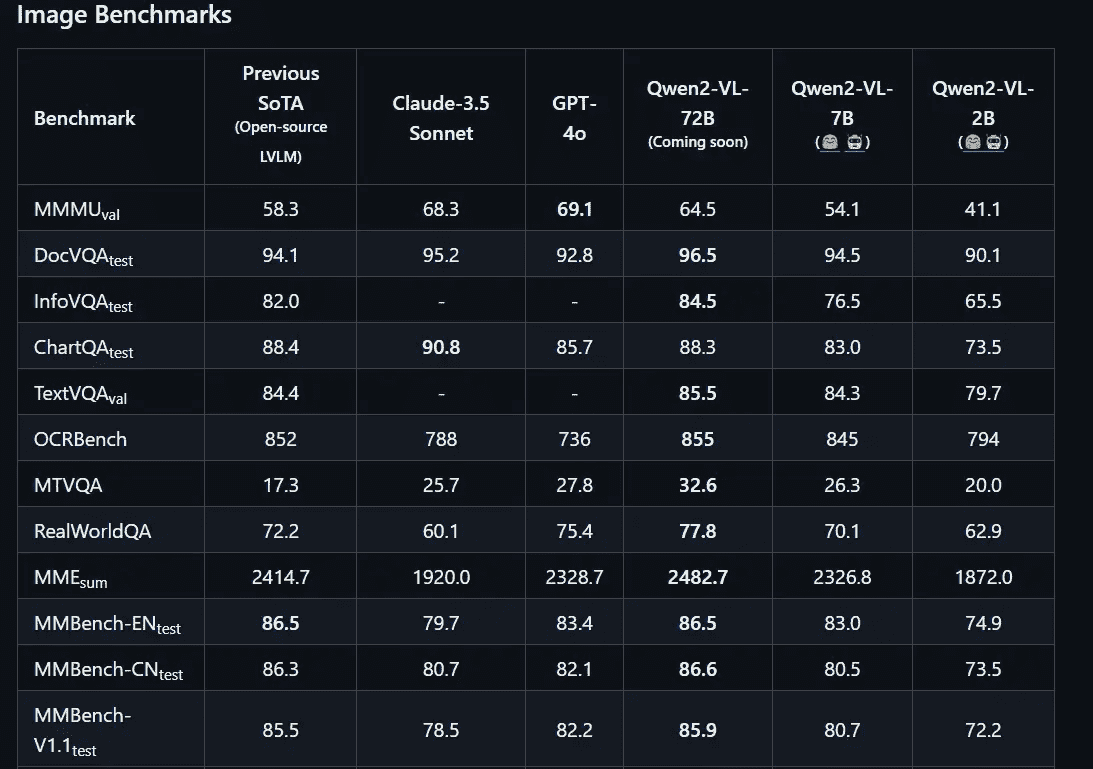 Image Benchmarks
Benchmark Previous SoTA (Open-source LVLM) Claude-3.5 Sonnet GPT-4o Qwen2-VL-72B (Coming soon) Qwen2-VL-7B (🤗 🤖) Qwen2-VL-2B (🤗 🤖)
MMMUval 58.3 68.3 69.1 64.5 54.1 41.1
DocVQAtest 94.1 95.2 92.8 96.5 94.5 90.1
InfoVQAtest 82.0 - - 84.5 76.5 65.5
ChartQAtest 88.4 90.8 85.7 88.3 83.0 73.5
TextVQAval 84.4 - - 85.5 84.3 79.7
OCRBench 852 788 736 855 845 794
MTVQA 17.3 25.7 27.8 32.6 26.3 20.0
RealWorldQA 72.2 60.1 75.4 77.8 70.1 62.9
MMEsum 2414.7 1920.0 2328.7 2482.7 2326.8 1872.0
MMBench-ENtest 86.5 79.7 83.4 86.5 83.0 74.9
MMBench-CNtest 86.3 80.7 82.1 86.6 80.5 73.5
MMBench-V1.1test 85.5 78.5 82.2 85.9 80.7 72.2